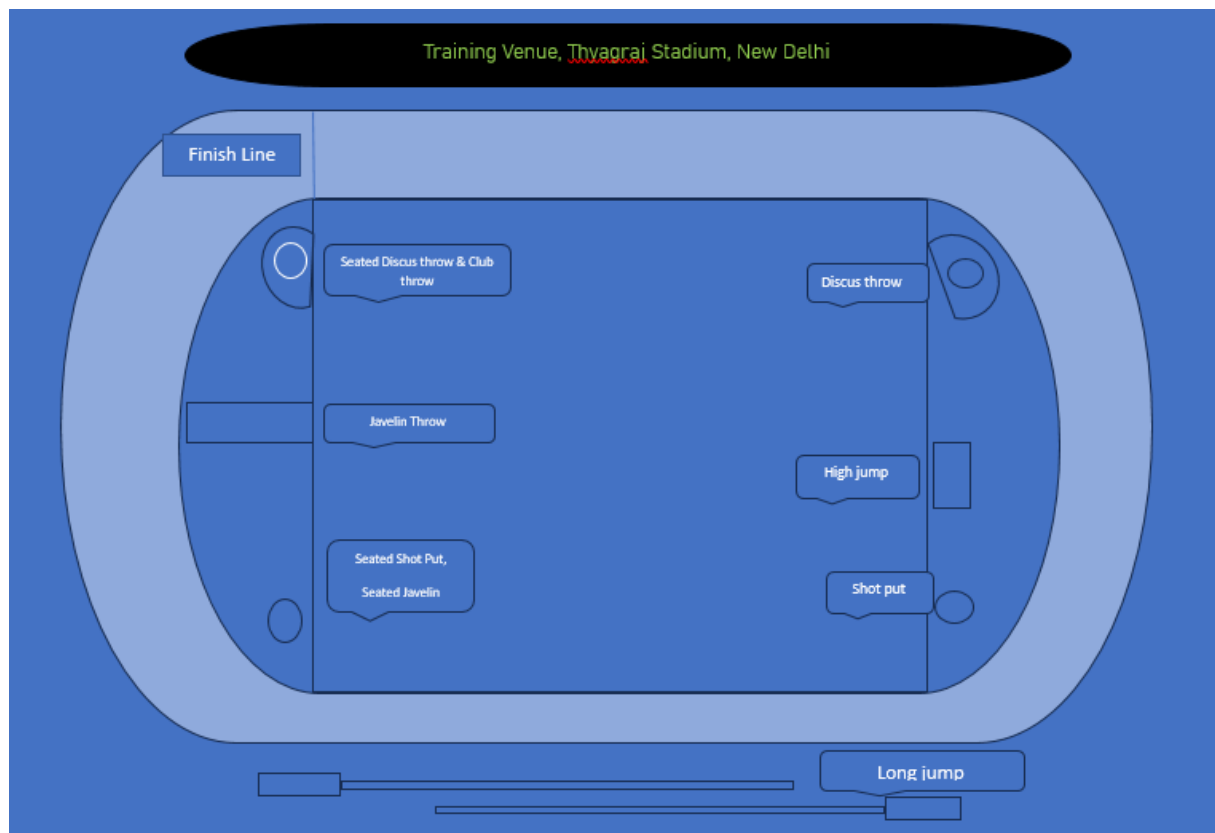 Training Venue, Thyagraj Stadium, New Delhi
Finish Line
Seated Discus throw & Club
throw
Discus throw
Javelin Throw
High jump
Seated Shot Put,
Seated Javelin
Shot put
Long jump